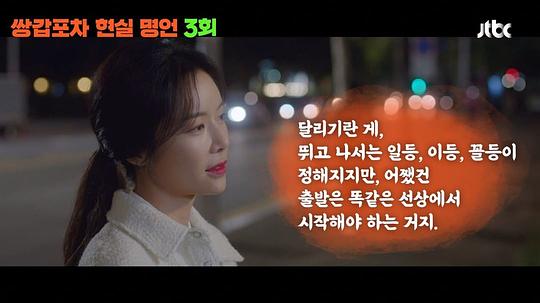 쌍갑포차 현실 명언 3회
jtbc
달리기란 게,
뛰고 나서는 일등, 이등, 꼴등이
정해지지만, 어쨌건
출발은 똑같은 선상에서
시작해야 하는 거지.